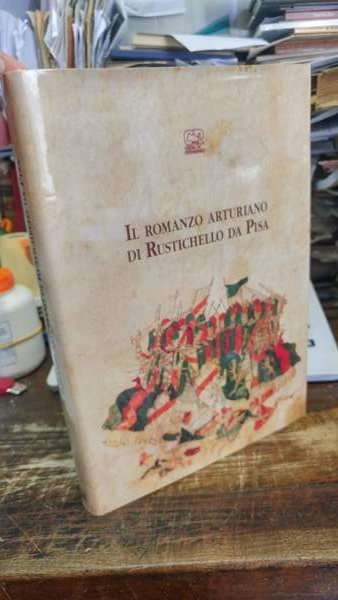 IL ROMANZO ARTURIANO
DI RUSTICHELLO DA PISA